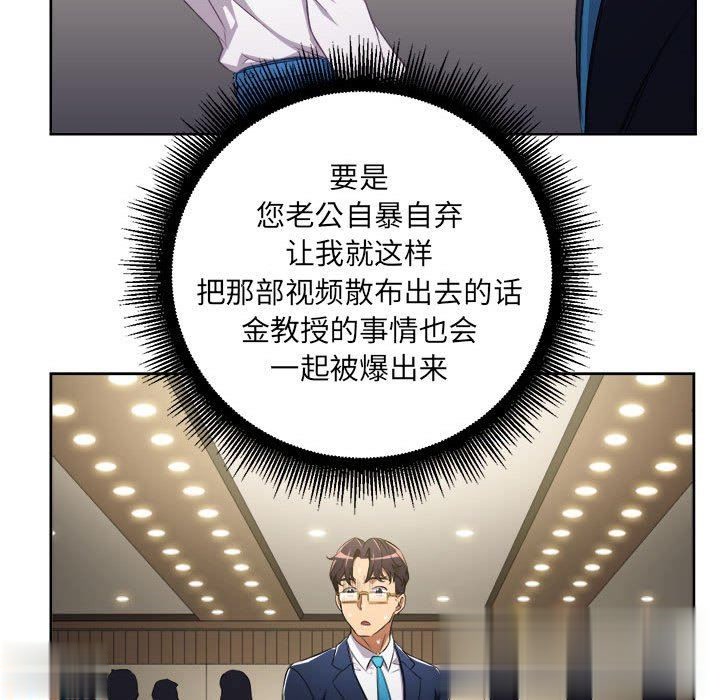 要是
您老公自暴自弃
让我就这样
把那部视频散布出去的话
金教授的事情也会
一起被爆出来